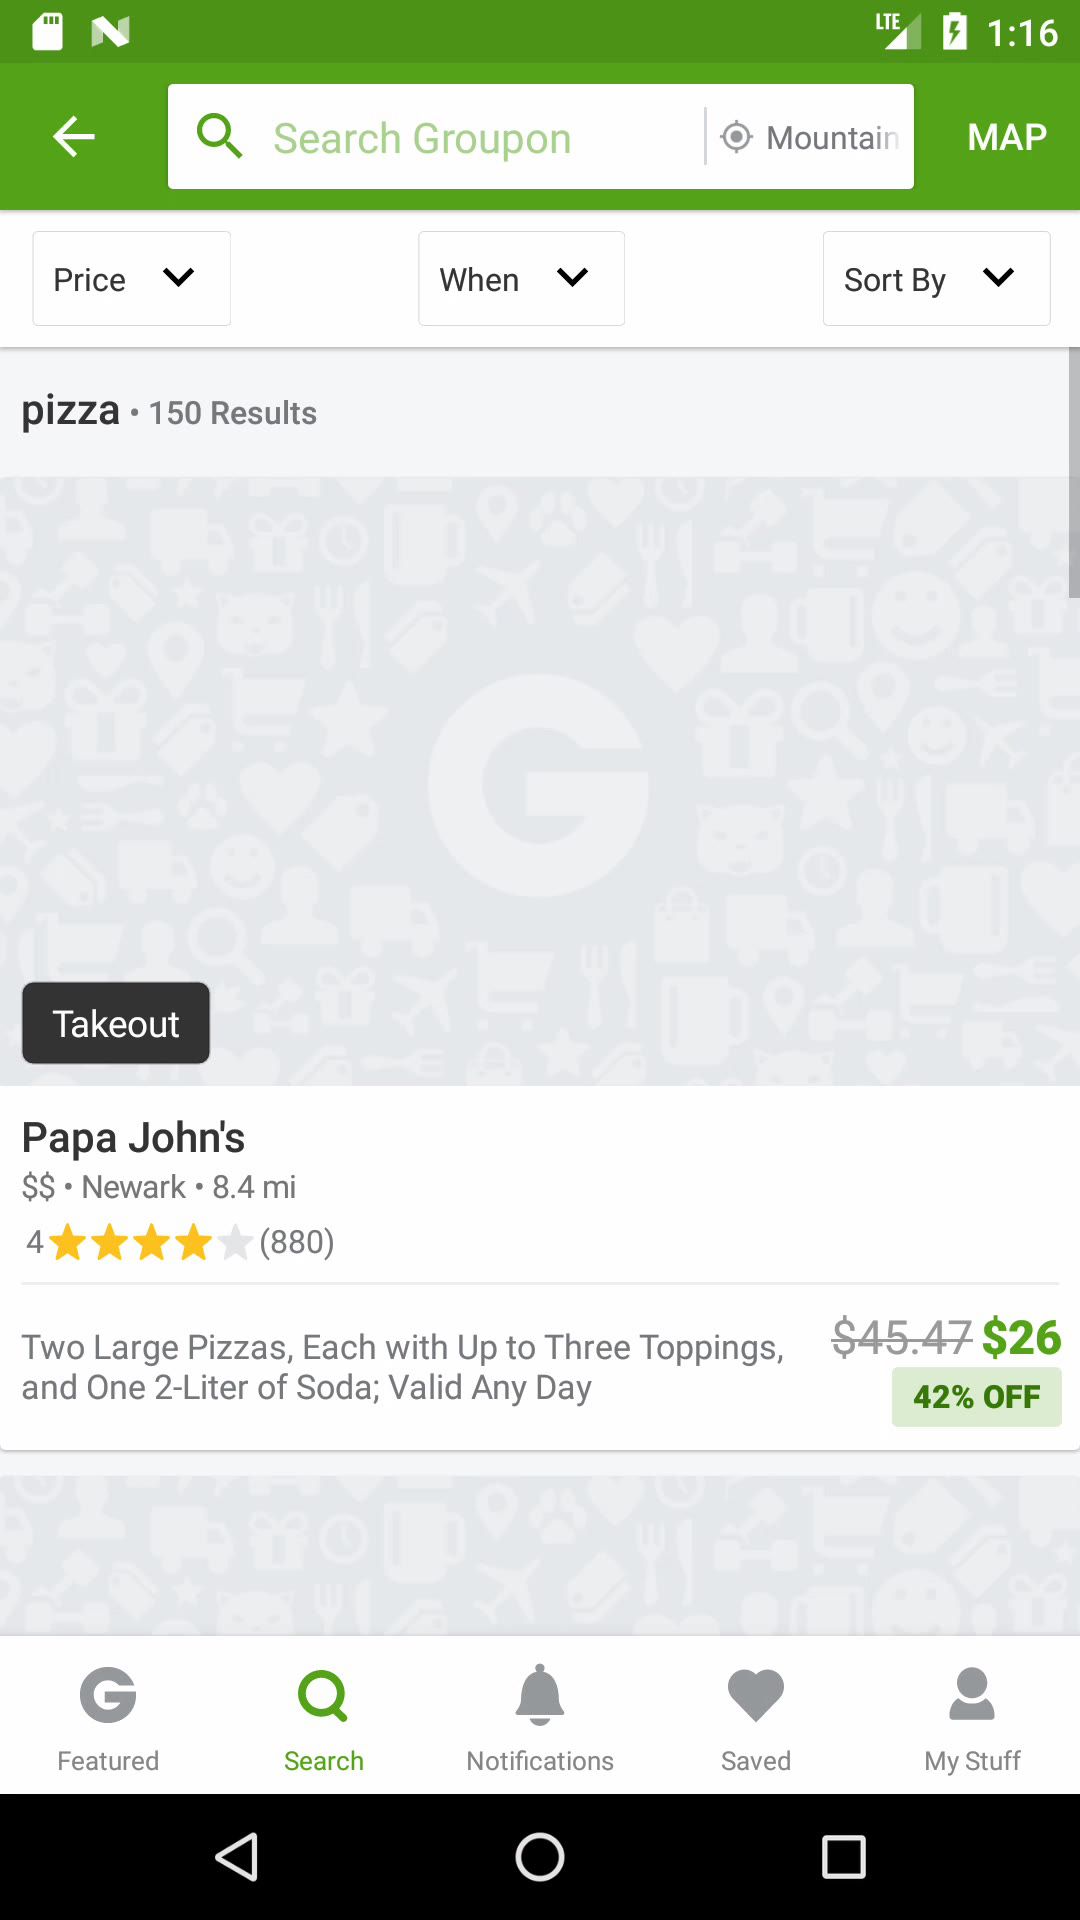 LTE 1:16
Search Groupon Mountain MAP
Price When Sort By
pizza • 150 Results
G
Takeout
Papa John's
$$ • Newark • 8.4 mi
4 (880)
Two Large Pizzas, Each with Up to Three Toppings, $45.47 $26
and One 2-Liter of Soda; Valid Any Day 42% OFF
Featured Search Notifications Saved My Stuff